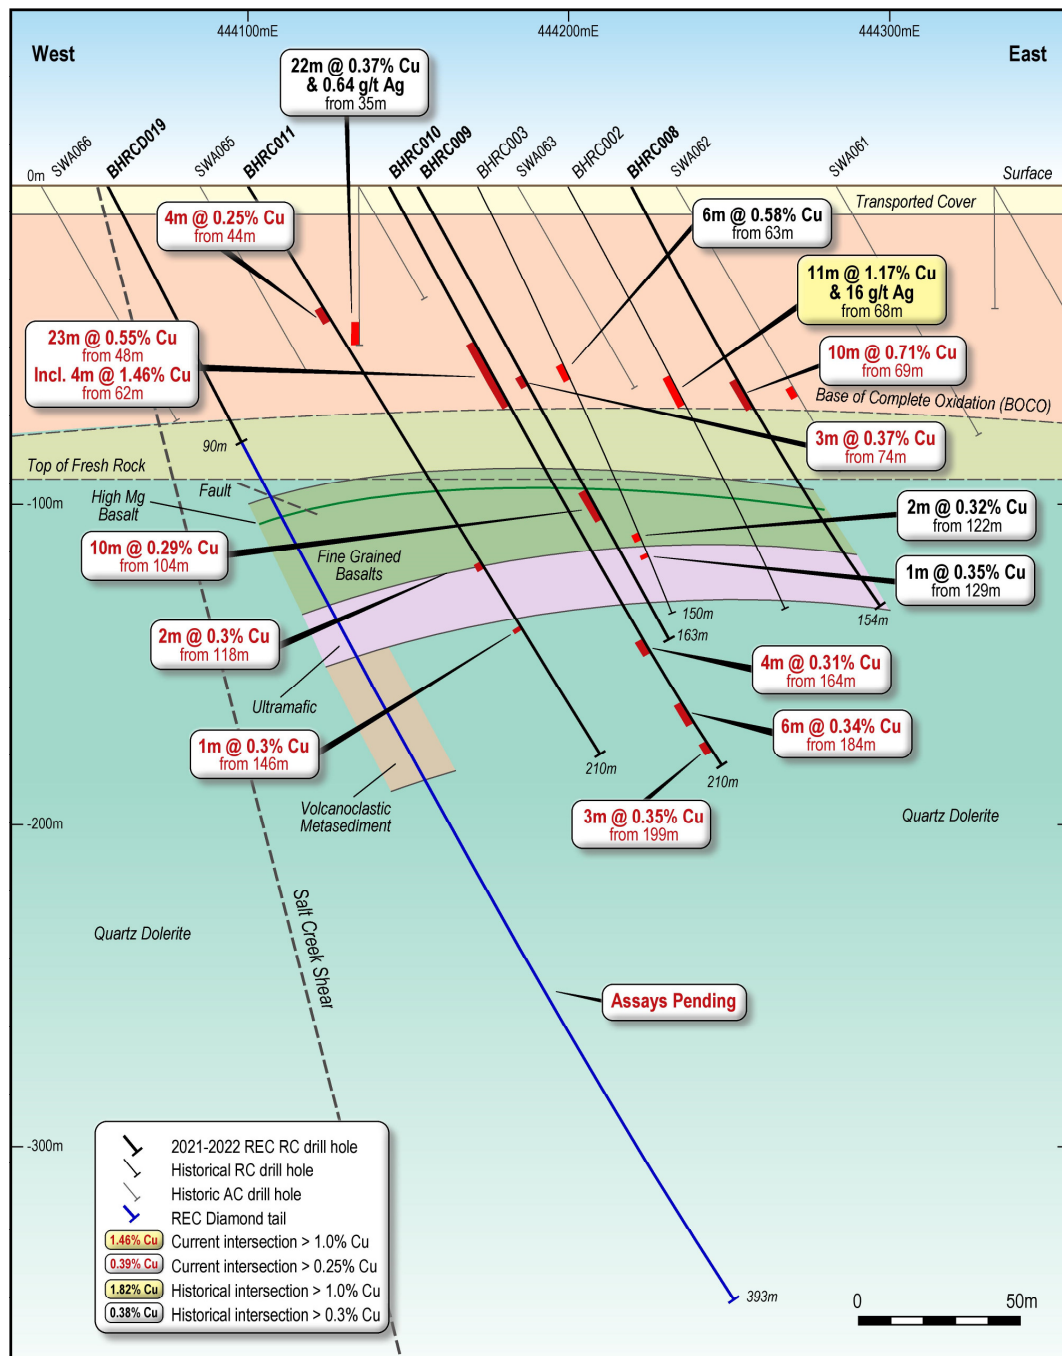 444100mE
444200mE
444300mE
West
East
22m @ 0.37% Cu
& 0.64 g/t Ag
from 35m
SWA066
BHRCD019
SWA065
BHRC011
BHRC010
BHRC009
BHRC003
SWA063
BHRC002
BHRC008
SWA062
SWA061
0m
Surface
Transported Cover
4m @ 0.25% Cu
from 44m
6m @ 0.58% Cu
from 63m
11m @ 1.17% Cu
& 16 g/t Ag
from 68m
23m @ 0.55% Cu
from 48m
Incl. 4m @ 1.46% Cu
from 62m
10m @ 0.71% Cu
from 69m
Base of Complete Oxidation (BOCO)
3m @ 0.37% Cu
from 74m
90m
Top of Fresh Rock
-100m
High Mg
Basalt
Fault
2m @ 0.32% Cu
from 122m
10m @ 0.29% Cu
from 104m
Fine Grained
Basalts
1m @ 0.35% Cu
from 129m
150m
163m
154m
2m @ 0.3% Cu
from 118m
4m @ 0.31% Cu
from 164m
Ultramafic
6m @ 0.34% Cu
from 184m
1m @ 0.3% Cu
from 146m
210m
210m
Volcanoclastic
Metasediment
3m @ 0.35% Cu
from 199m
-200m
Quartz Dolerite
Salt Creek Shear
Quartz Dolerite
Assays Pending
-300m
2021-2022 REC RC drill hole
Historical RC drill hole
Historic AC drill hole
REC Diamond tail
1.46% Cu Current intersection > 1.0% Cu
0.39% Cu Current intersection > 0.25% Cu
1.82% Cu Historical intersection > 1.0% Cu
0.38% Cu Historical intersection > 0.3% Cu
393m
0 50m